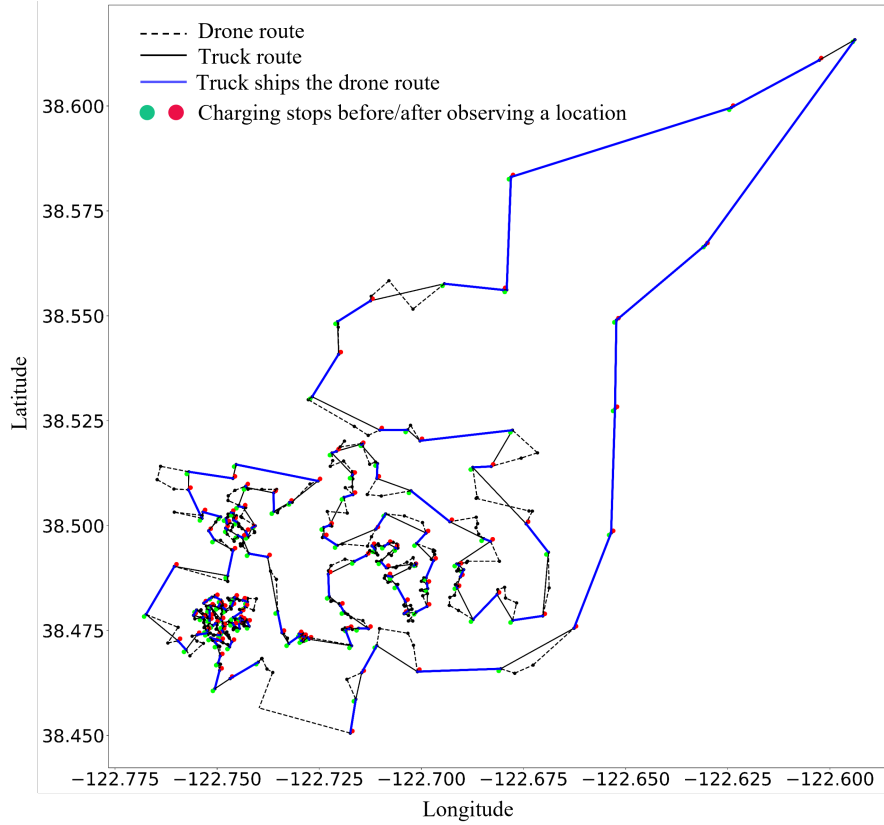 Drone route
Truck route
Truck ships the drone route
Charging stops before/after observing a location
38.600
38.575
38.550
38.525
38.500
38.475
38.450
Latitude
−122.775 −122.750 −122.725 −122.700 −122.675 −122.650 −122.625 −122.600
Longitude